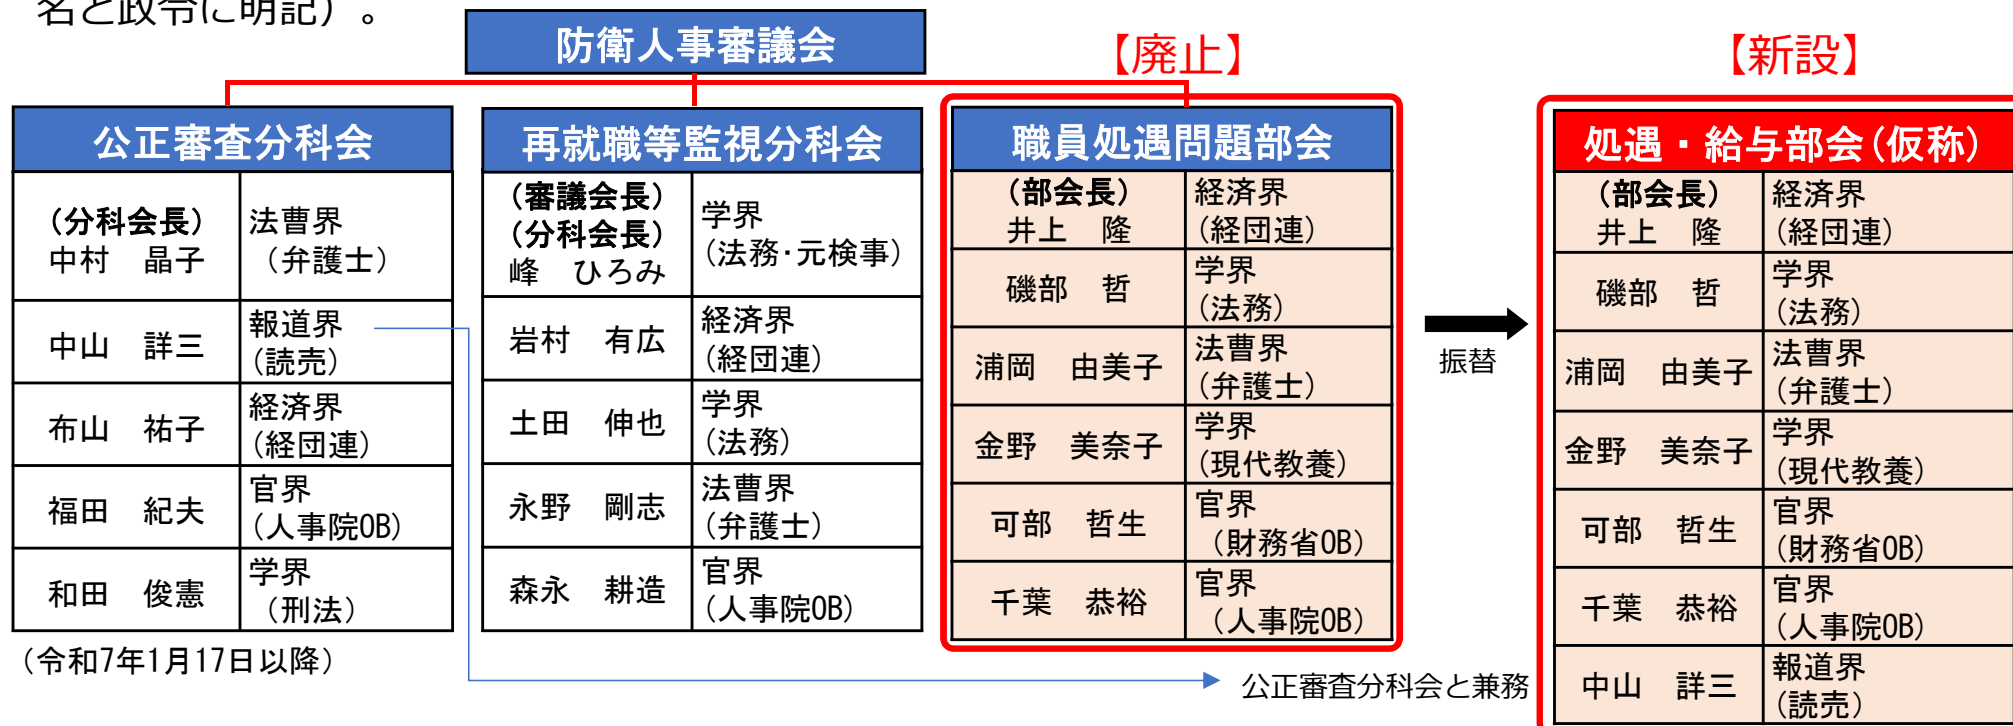 名と政令に明記）。
防衛人事審議会
【廃止】
【新設】
公正審査分科会
（分科会長）
中村　晶子
法曹界
（弁護士）
中山　詳三
報道界
（読売）
布山　祐子
経済界
（経団連）
福田　紀夫
官界
（人事院OB）
和田　俊憲
学界
（刑法）
（令和7年1月17日以降）
再就職等監視分科会
（審議会長）
（分科会長）
峰　ひろみ
学界
（法務・元検事）
岩村　有広
経済界
（経団連）
土田　伸也
学界
（法務）
永野　剛志
法曹界
（弁護士）
森永　耕造
官界
（人事院OB）
職員処遇問題部会
（部会長）
井上　隆
経済界
（経団連）
磯部　哲
学界
（法務）
浦岡　由美子
法曹界
（弁護士）
金野　美奈子
学界
（現代教養）
可部　哲生
官界
（財務省OB）
千葉　恭裕
官界
（人事院OB）
公正審査分科会と兼務
振替
処遇・給与部会（仮称）
（部会長）
井上　隆
経済界
（経団連）
磯部　哲
学界
（法務）
浦岡　由美子
法曹界
（弁護士）
金野　美奈子
学界
（現代教養）
可部　哲生
官界
（財務省OB）
千葉　恭裕
官界
（人事院OB）
中山　詳三
報道界
（読売）